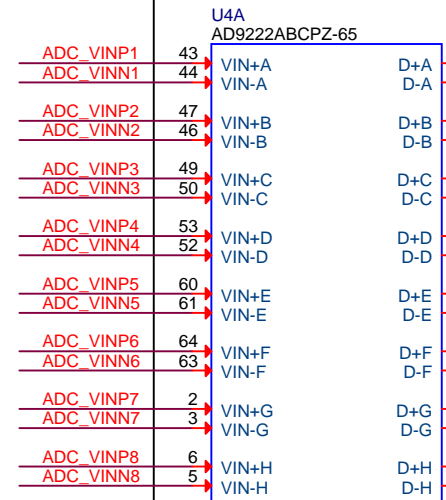 U4A
AD9222ABCPZ-65
ADC_VINP1 43 VIN+A D+A
ADC_VINN1 44 VIN-A D-A
ADC_VINP2 47 VIN+B D+B
ADC_VINN2 46 VIN-B D-B
ADC_VINP3 49 VIN+C D+C
ADC_VINN3 50 VIN-C D-C
ADC_VINP4 53 VIN+D D+D
ADC_VINN4 52 VIN-D D-D
ADC_VINP5 60 VIN+E D+E
ADC_VINN5 61 VIN-E D-E
ADC_VINP6 64 VIN+F D+F
ADC_VINN6 63 VIN-F D-F
ADC_VINP7 2 VIN+G D+G
ADC_VINN7 3 VIN-G D-G
ADC_VINP8 6 VIN+H D+H
ADC_VINN8 5 VIN-H D-H